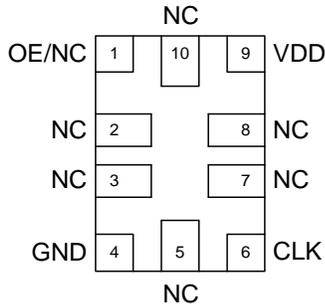 NC
OE/NC 1 10 9 VDD
NC 2 8 NC
NC 3 7 NC
GND 4 5 6 CLK
NC